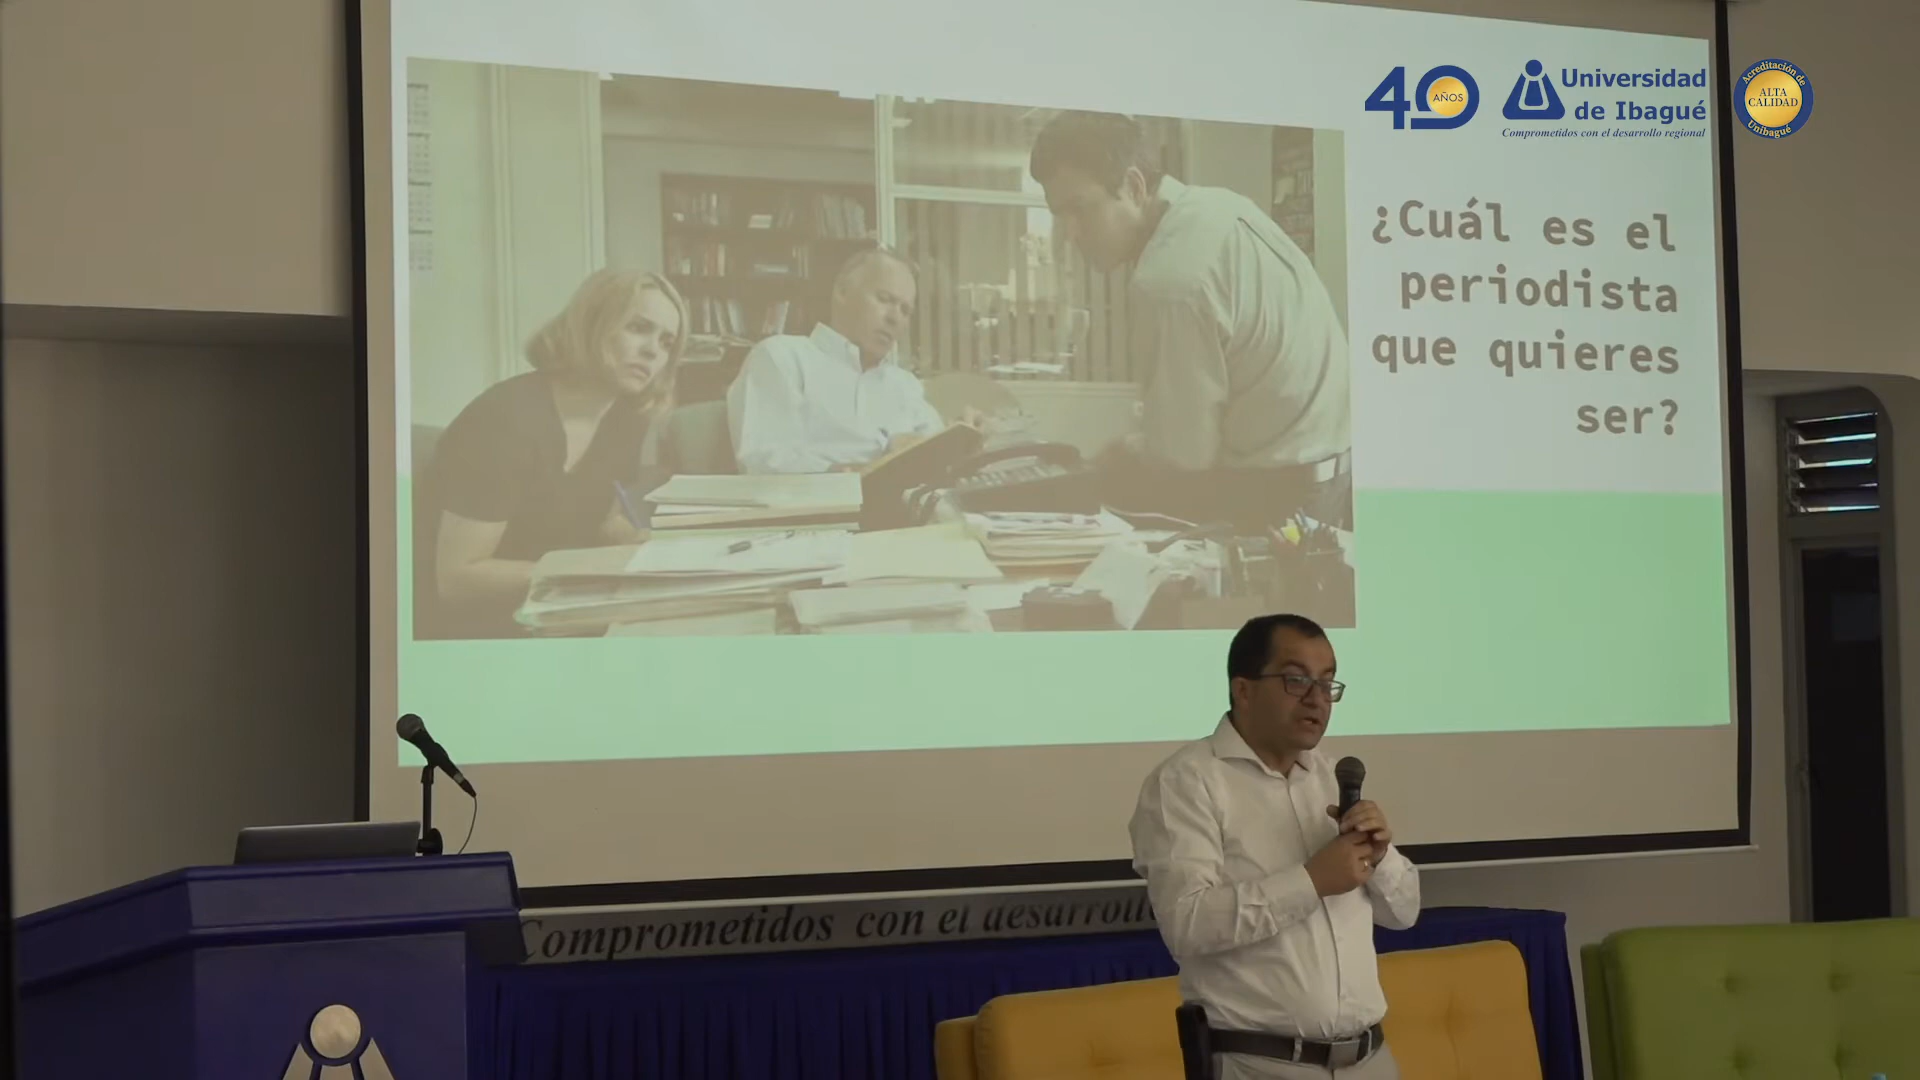 40 AÑOS
Universidad
de Ibagué
Comprometidos con el desarrollo regional
Acreditación de
ALTA
CALIDAD
Unibagué
¿Cuál es el
periodista
que quieres
ser?
Comprometidos con el desarrollo